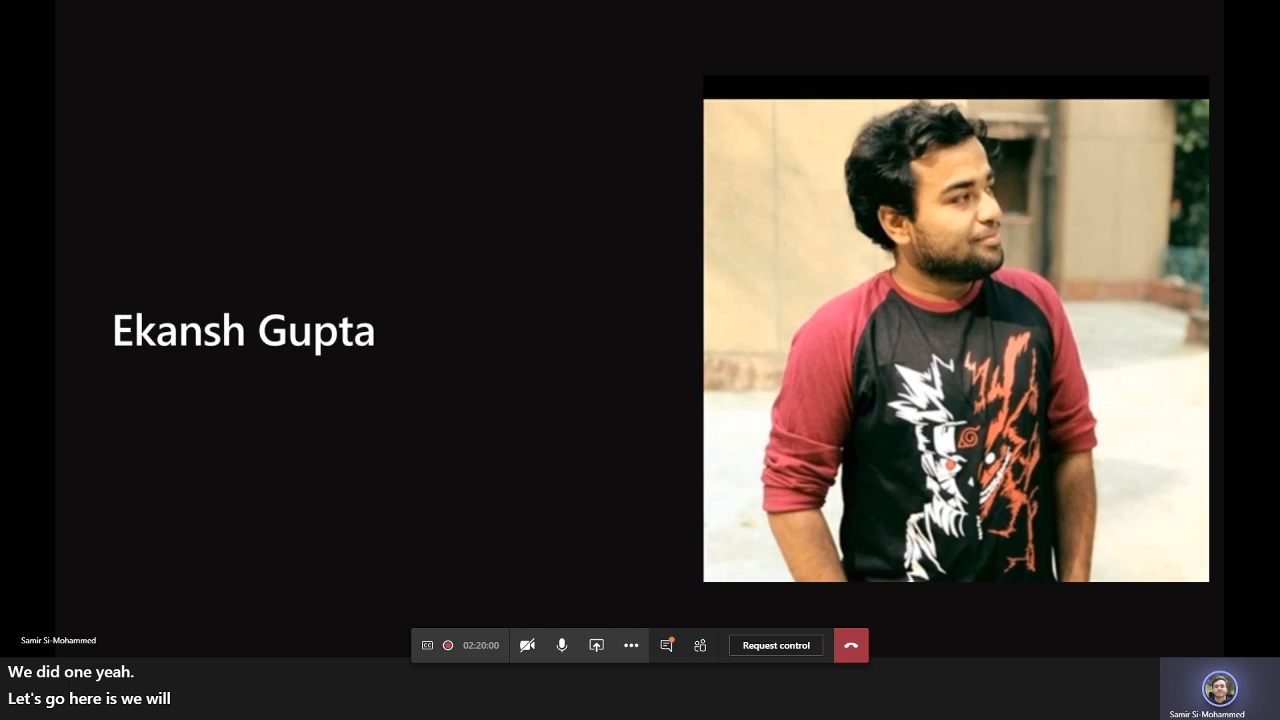 Ekansh Gupta
Samir Si-Mohammed
CC
02:20:00
Request control
We did one yeah.
Let's go here is we will
Samir Si-Mohammed